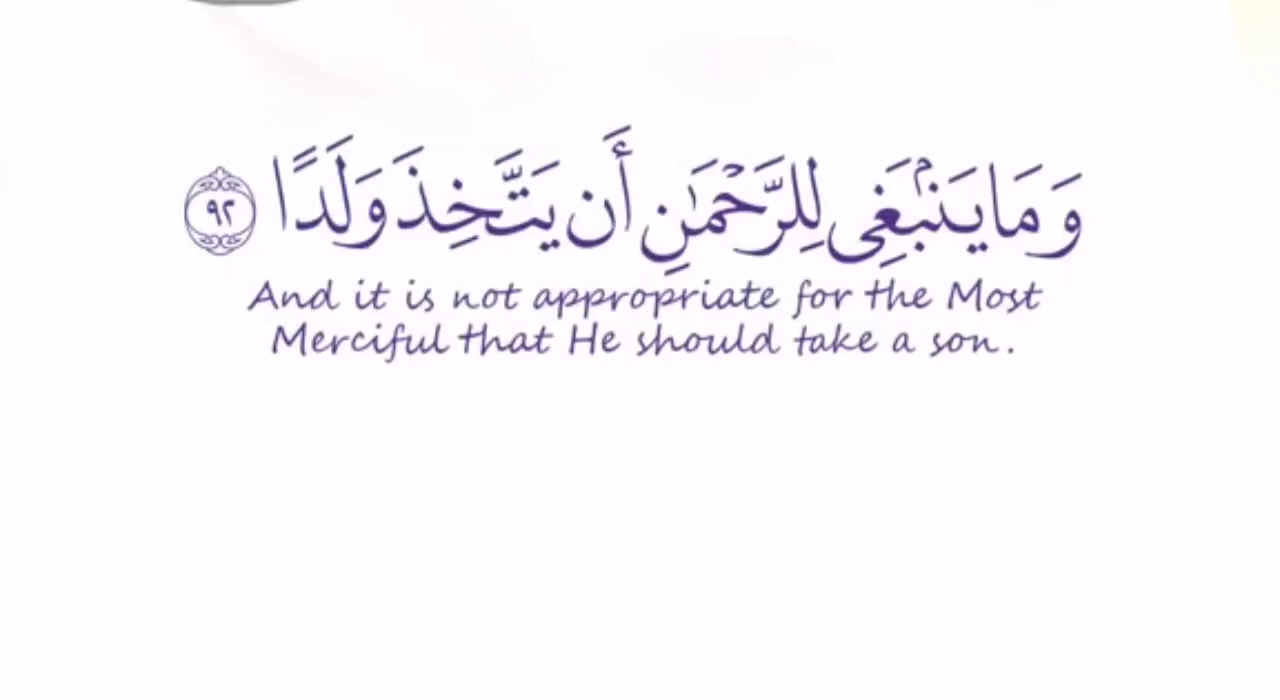 وَمَا يَنۢبَغِى لِلرَّحْمَٰنِ أَن يَتَّخِذَ وَلَدًا ٩٢
And it is not appropriate for the Most
Merciful that He should take a son.